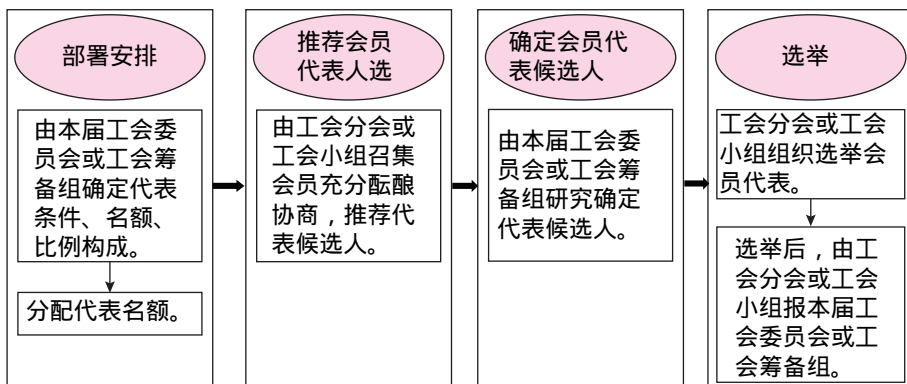 部署安排
由本届工会委
员会或工会筹
备组确定代表
条件、名额、
比例构成。
分配代表名额。
推荐会员
代表人选
由工会分会或
工会小组召集
会员充分酝酿
协商，推荐代
表候选人。
确定会员代
表候选人
由本届工会委
员会或工会筹
备组研究确定
代表候选人。
选举
工会分会或工会
小组组织选举会
员代表。
选举后，由工
会分会或工会
小组报本届工
会委员会或工
会筹备组。